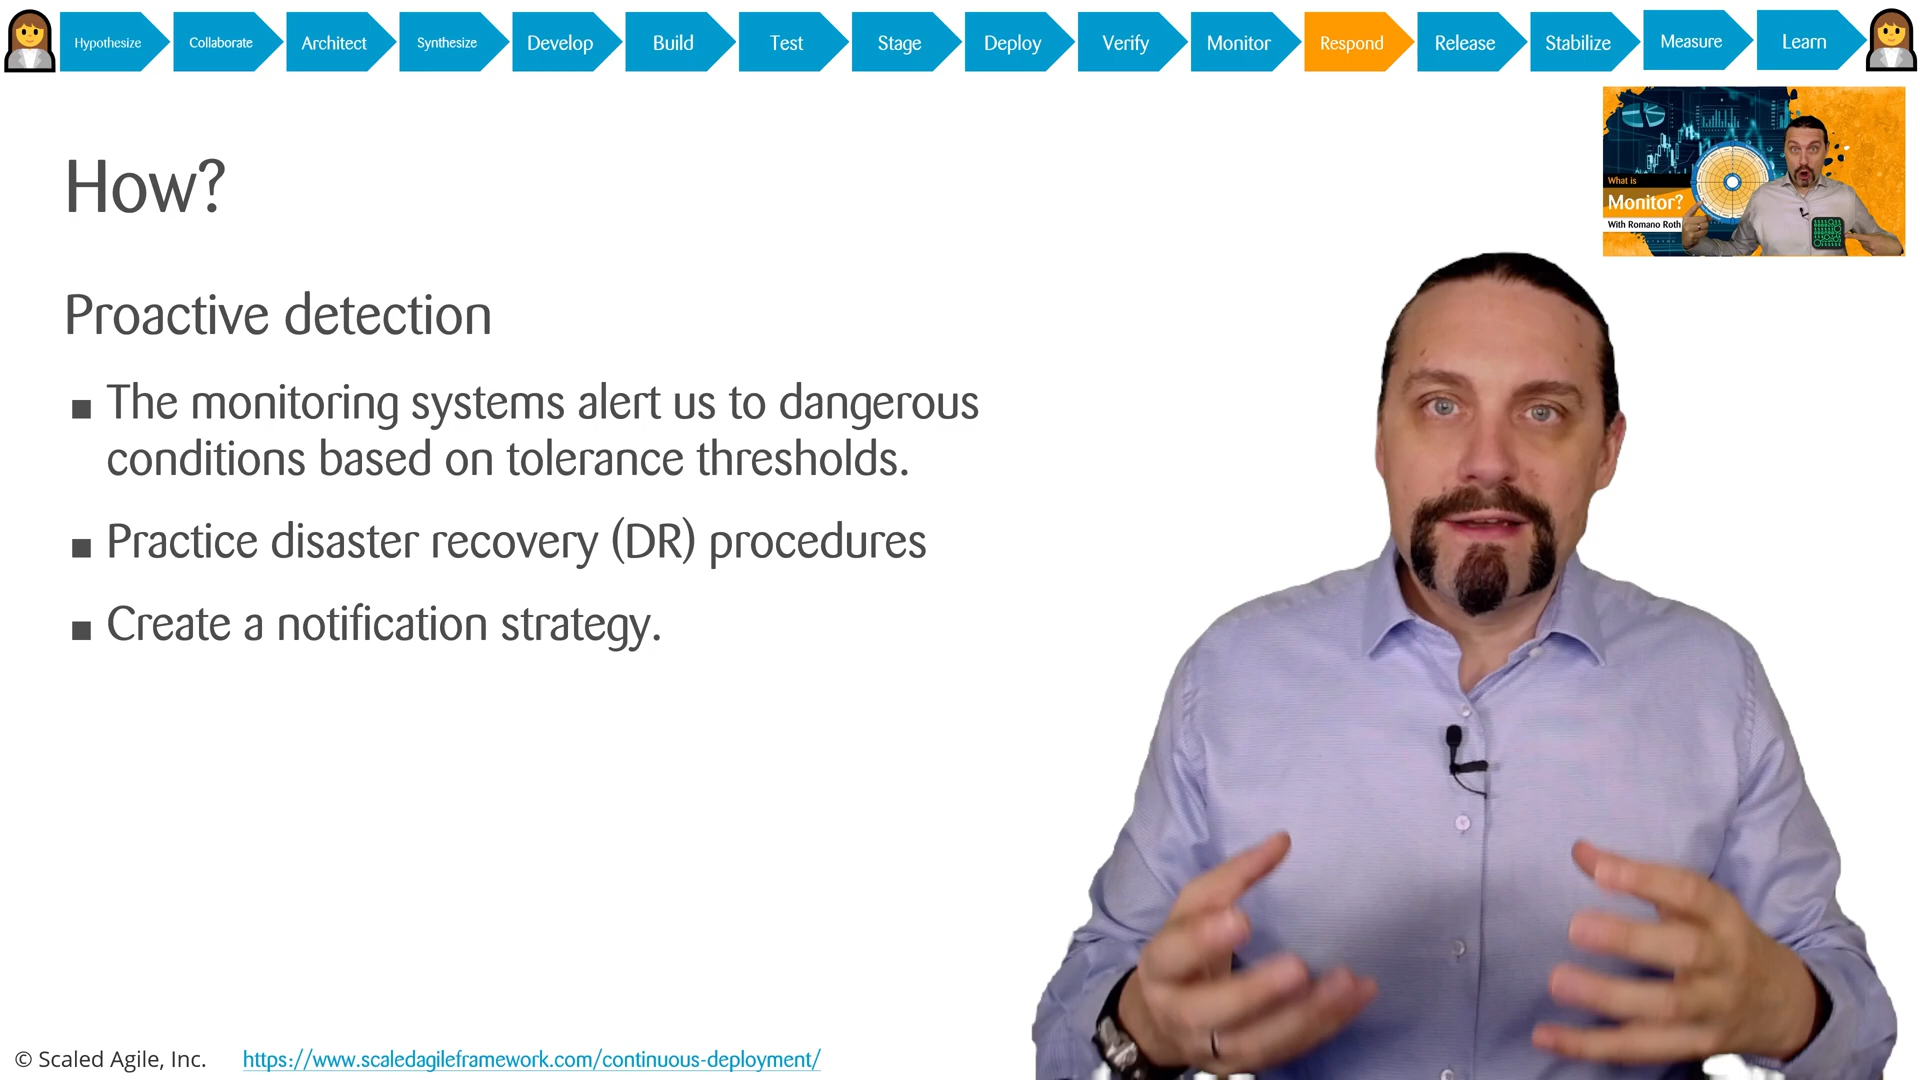 Hypothesize
Collaborate
Architect
Synthesize
Develop
Build
Test
Stage
Deploy
Verify
Monitor
Respond
Release
Stabilize
Measure
Learn
What is
Monitor?
With Romano Roth
How?
Proactive detection
The monitoring systems alert us to dangerous
conditions based on tolerance thresholds.
Practice disaster recovery (DR) procedures
Create a notification strategy.
© Scaled Agile, Inc.
https://www.scaledagileframework.com/continuous-deployment/